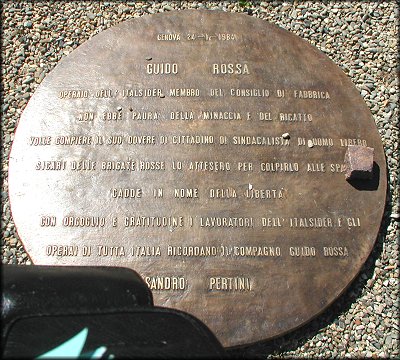 GENOVA 24-1- 1984
GUIDO ROSSA
OPERAIO DELL'ITALSIDER MEMBRO DEL CONSIGLIO DI FABBRICA
NON EBBE PAURA DELLA MINACCIA E DEL RICATTO
VOLLE COMPIERE IL SUO DOVERE DI CITTADINO DI SINDACALISTA DI UOMO LIBERO
SICARI DELLE BRIGATE ROSSE LO ATTESERO PER COLPIRLO ALLE SPA
CADDE IN NOME DELLA LIBERTÀ
CON ORGOGLIO E GRATITUDINE I LAVORATORI DELL'ITALSIDER E GLI
OPERAI DI TUTTA ITALIA RICORDANO IL COMPAGNO GUIDO ROSSA
SANDRO PERTINI